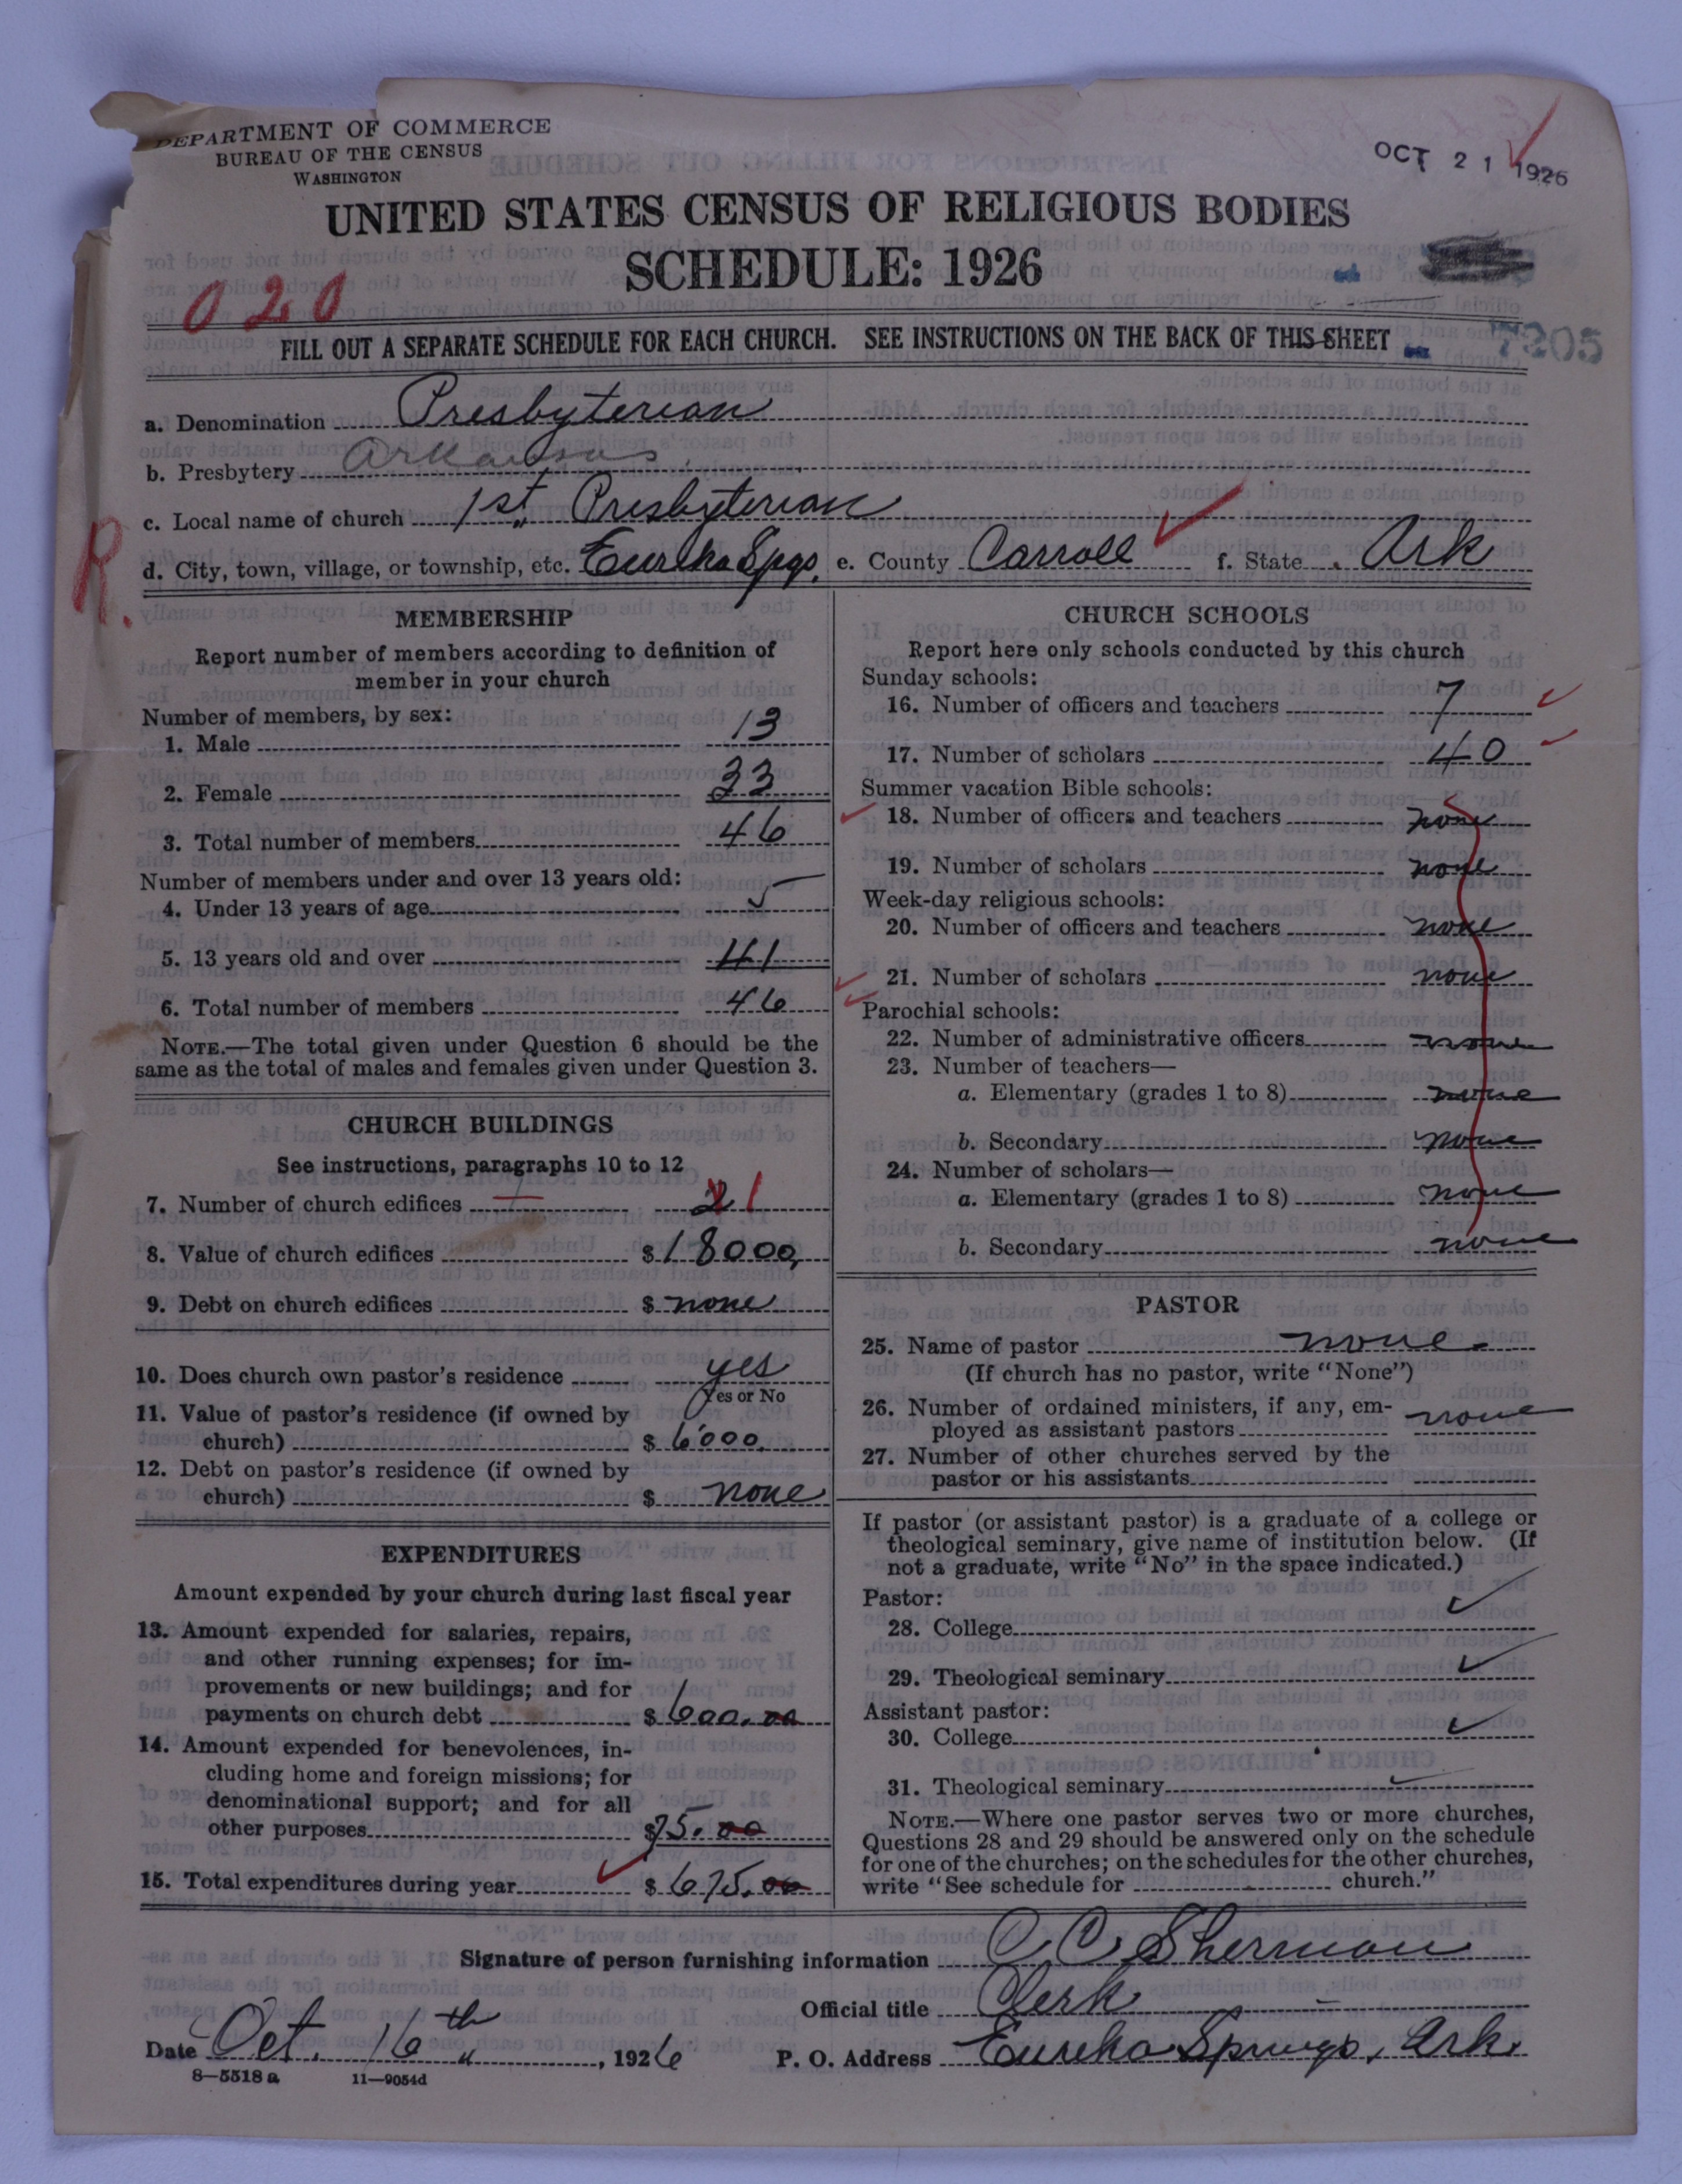 DEPARTMENT OF COMMERCE
BUREAU OF THE CENSUS
WASHINGTON
OCT 21 1926
UNITED STATES CENSUS OF RELIGIOUS BODIES
SCHEDULE: 1926
020
FILL OUT A SEPARATE SCHEDULE FOR EACH CHURCH. SEE INSTRUCTIONS ON THE BACK OF THIS SHEET
7205
a. Denomination Presbyterian
b. Presbytery Arkansas
c. Local name of church 1st Presbyterian
R.
d. City, town, village, or township, etc. Eureka Spgs. e. County Carroll f. State Ark
MEMBERSHIP
Report number of members according to definition of
member in your church
Number of members, by sex:
1. Male 13
2. Female 33
3. Total number of members 46
Number of members under and over 13 years old:
4. Under 13 years of age 5
5. 13 years old and over 41
6. Total number of members 46
NOTE.—The total given under Question 6 should be the
same as the total of males and females given under Question 3.
CHURCH BUILDINGS
See instructions, paragraphs 10 to 12
7. Number of church edifices 2 1
8. Value of church edifices $ 18000
9. Debt on church edifices $ none
10. Does church own pastor's residence yes
Yes or No
11. Value of pastor's residence (if owned by
church) $ 6000
12. Debt on pastor's residence (if owned by
church) $ none
EXPENDITURES
Amount expended by your church during last fiscal year
13. Amount expended for salaries, repairs,
and other running expenses; for im-
provements or new buildings; and for
payments on church debt $ 600.00
14. Amount expended for benevolences, in-
cluding home and foreign missions; for
denominational support; and for all
other purposes $ 75.00
15. Total expenditures during year $ 675.00
CHURCH SCHOOLS
Report here only schools conducted by this church
Sunday schools:
16. Number of officers and teachers 7
17. Number of scholars 40
Summer vacation Bible schools:
18. Number of officers and teachers none
19. Number of scholars none
Week-day religious schools:
20. Number of officers and teachers none
21. Number of scholars none
Parochial schools:
22. Number of administrative officers none
23. Number of teachers—
a. Elementary (grades 1 to 8) none
b. Secondary none
24. Number of scholars—
a. Elementary (grades 1 to 8) none
b. Secondary none
PASTOR
25. Name of pastor none.
(If church has no pastor, write "None")
26. Number of ordained ministers, if any, em-
ployed as assistant pastors none
27. Number of other churches served by the
pastor or his assistants
If pastor (or assistant pastor) is a graduate of a college or
theological seminary, give name of institution below. (If
not a graduate, write "No" in the space indicated.)
Pastor:
28. College
29. Theological seminary
Assistant pastor:
30. College
31. Theological seminary
NOTE.—Where one pastor serves two or more churches,
Questions 28 and 29 should be answered only on the schedule
for one of the churches; on the schedules for the other churches,
write "See schedule for church."
Signature of person furnishing information C. C. Sherman
Official title Clerk
Date Oct. 16th, 1926 P. O. Address Eureka Springs, Ark.
8—5518a 11—9054d